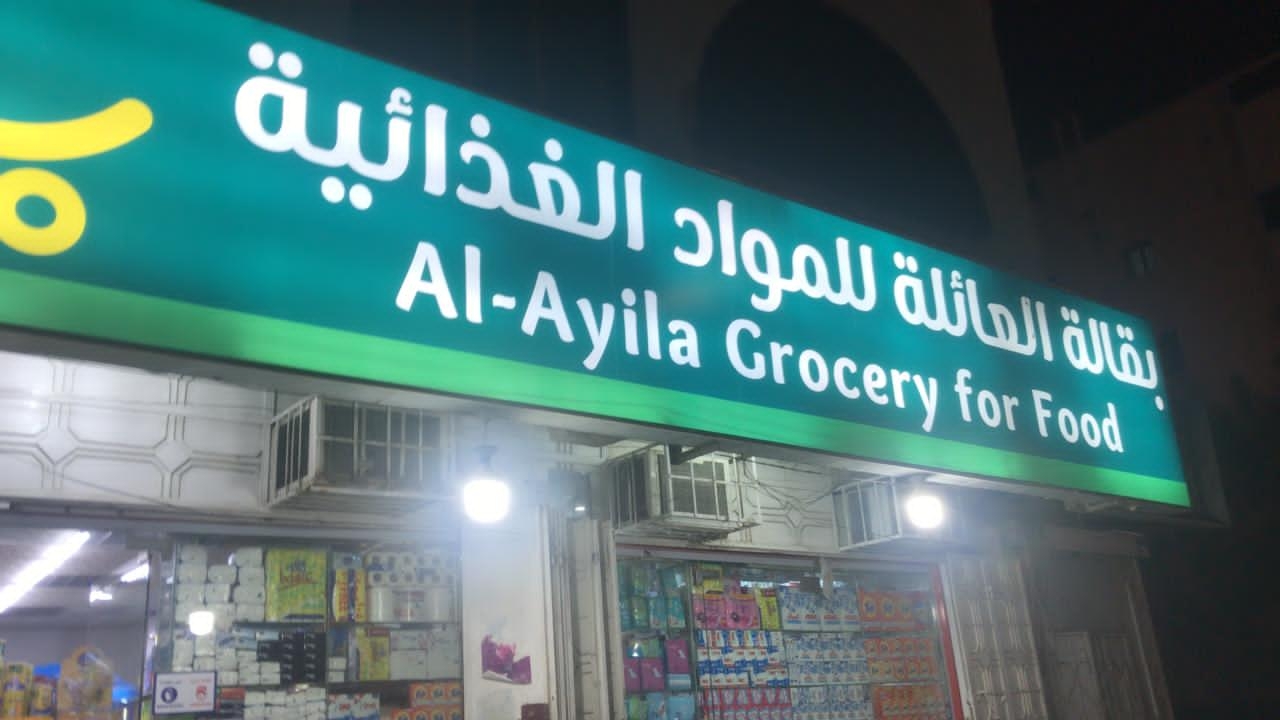 بقالة العائلة للمواد الغذائية
Al-Ayila Grocery for Food